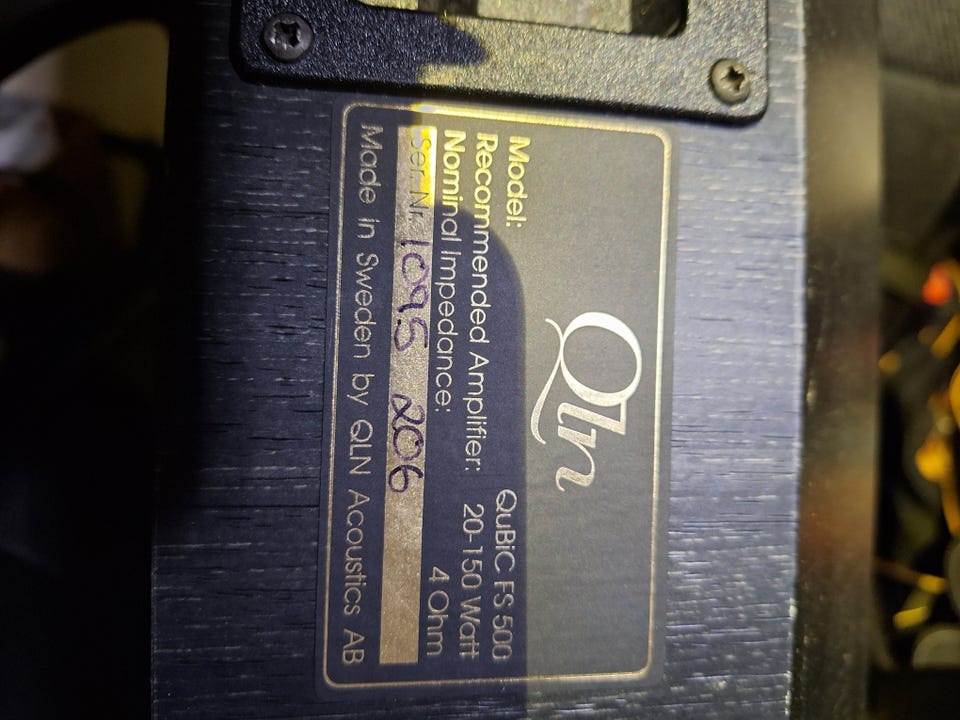 Qln
Model: QuBiC FS 500
Recommended Amplifier: 20-150 Watt
Nominal Impedance: 4 Ohm
Ser. Nr. 1095 206
Made in Sweden by QLN Acoustics AB